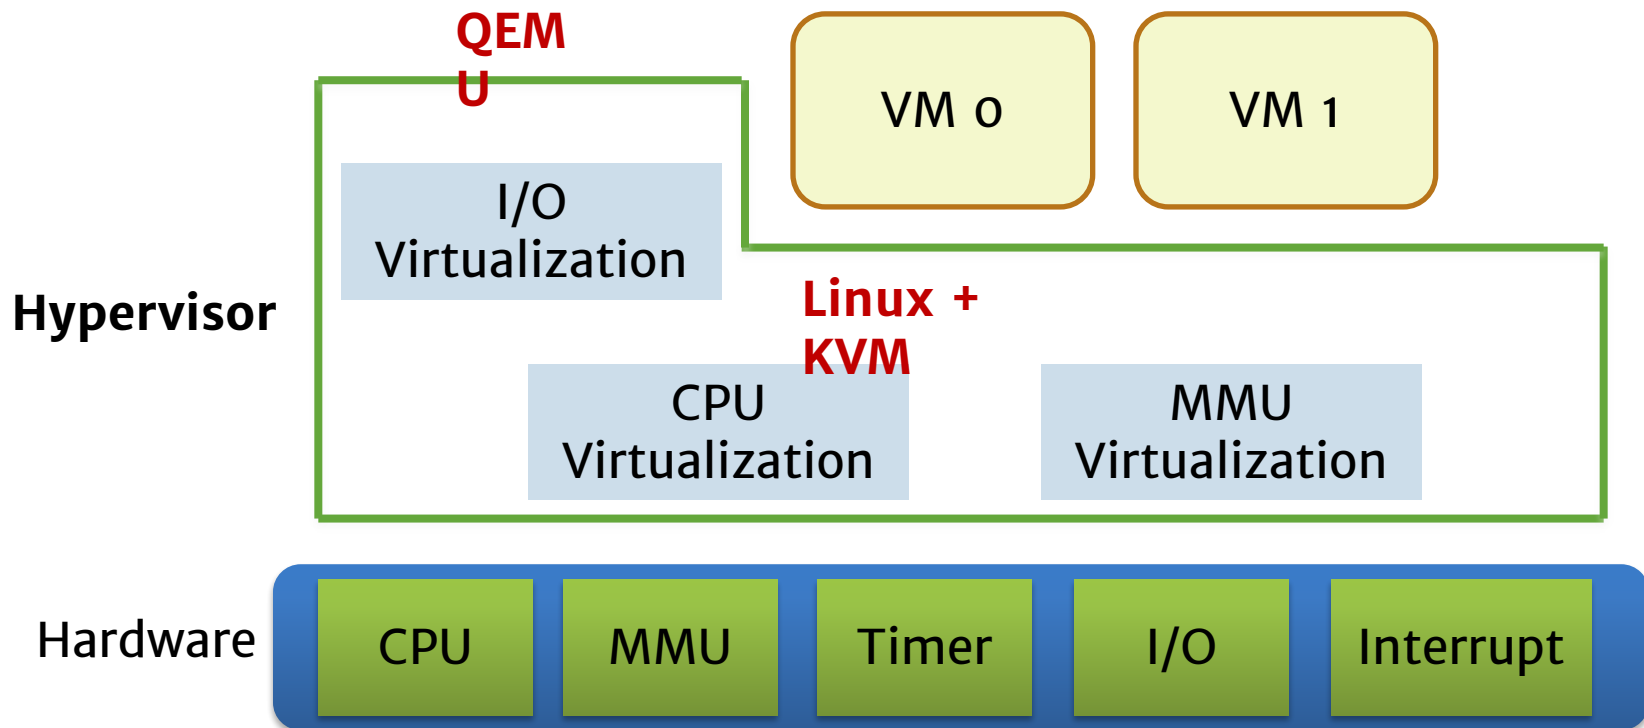 QEM
U
VM 0
VM 1
I/O
Virtualization
Hypervisor
Linux +
KVM
CPU
Virtualization
MMU
Virtualization
Hardware
CPU
MMU
Timer
I/O
Interrupt